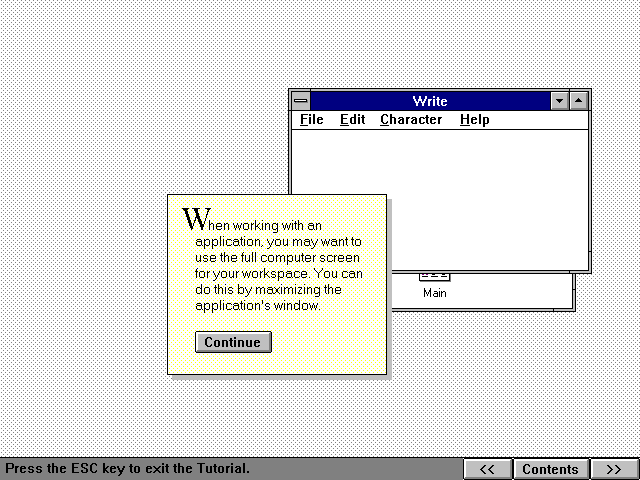 Write
File Edit Character Help
When working with an
application, you may want to
use the full computer screen
for your workspace. You can
do this by maximizing the
application's window.
Main
Continue
Press the ESC key to exit the Tutorial.
<< Contents >>